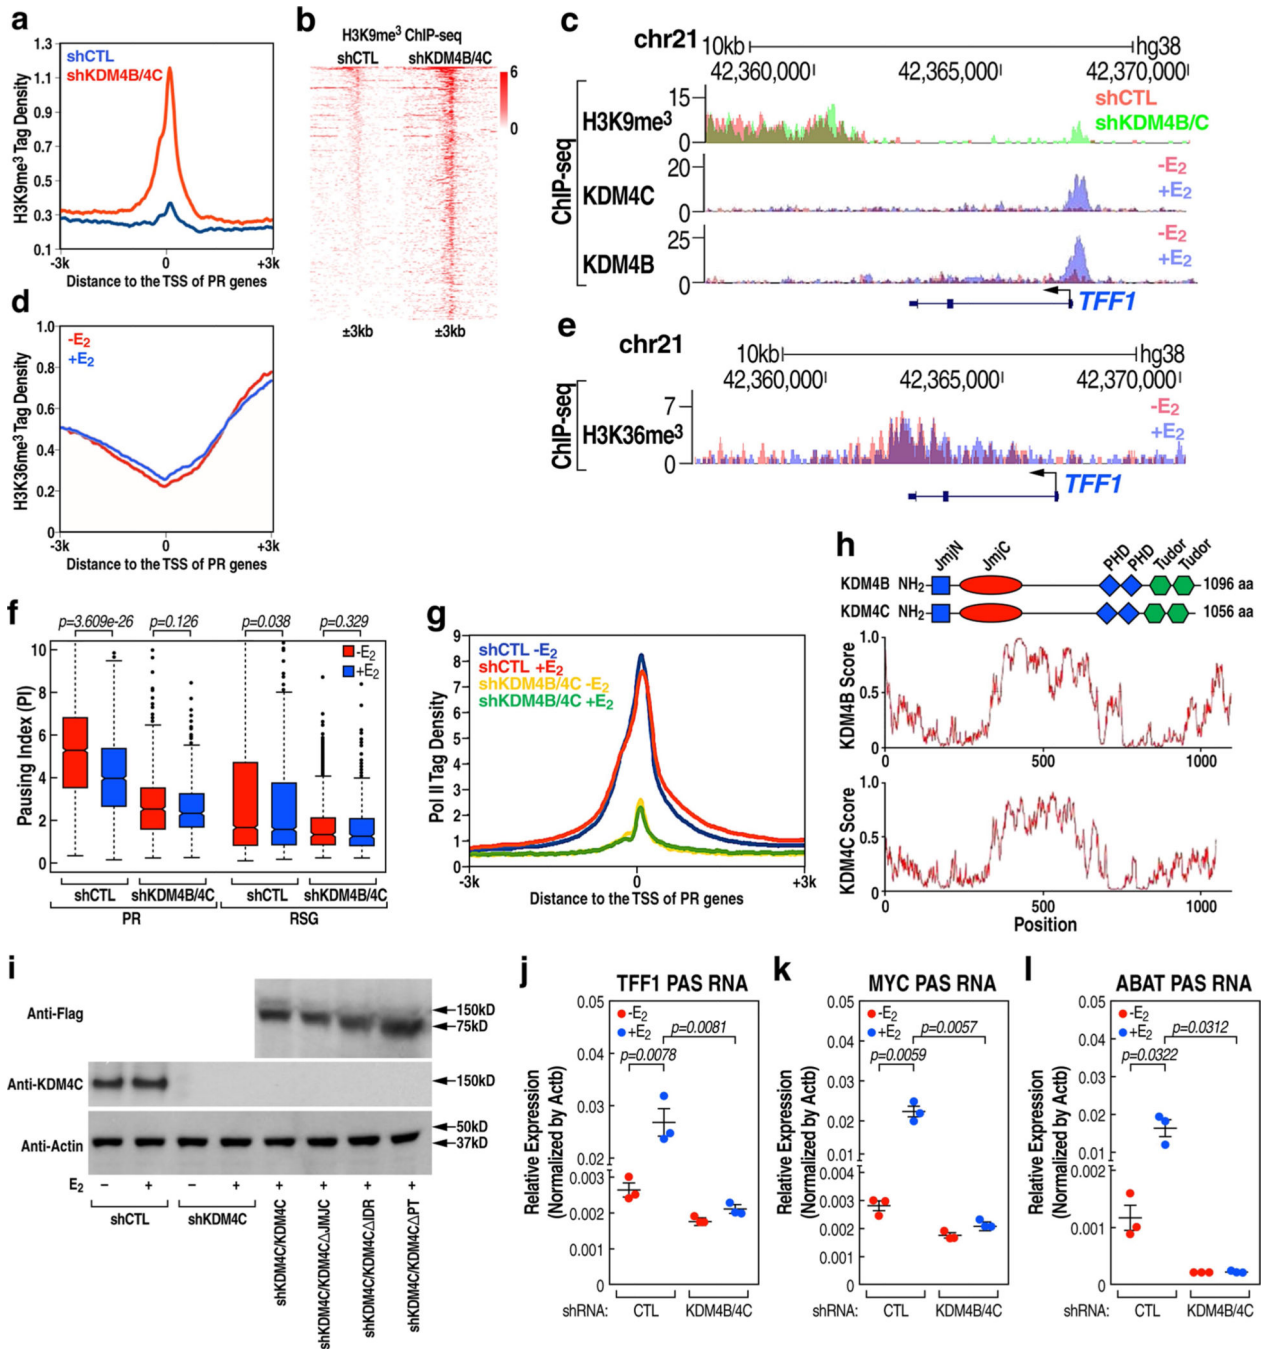 a
shCTL
shKDM4B/4C
1.3
1.1
0.9
0.7
0.5
0.3
0.1
H3K9me3 Tag Density
-3k 0 +3k
Distance to the TSS of PR genes
b
H3K9me3 ChIP-seq
shCTL shKDM4B/4C
6
0
±3kb ±3kb
c
chr21 10kb hg38
42,360,000 42,365,000 42,370,000
ChIP-seq
H3K9me3
15
0
shCTL
shKDM4B/C
KDM4C
20
0
-E2
+E2
KDM4B
25
0
-E2
+E2
TFF1
d
-E2
+E2
1.0
0.8
0.6
0.4
0.2
0
H3K36me3 Tag Density
-3k 0 +3k
Distance to the TSS of PR genes
e
chr21
10kb hg38
42,360,000 42,365,000 42,370,000
ChIP-seq
H3K36me3
7
0
-E2
+E2
TFF1
f
p=3.609e-26 p=0.126 p=0.038 p=0.329
-E2
+E2
10
8
6
4
2
0
Pausing Index (PI)
shCTL shKDM4B/4C shCTL shKDM4B/4C
PR RSG
g
shCTL -E2
shCTL +E2
shKDM4B/4C -E2
shKDM4B/4C +E2
9
8
7
6
5
4
3
2
1
0
Pol II Tag Density
-3k 0 +3k
Distance to the TSS of PR genes
h
JmjN JmjC PHD PHD Tudor Tudor
KDM4B NH2 1096 aa
KDM4C NH2 1056 aa
KDM4B Score
1.0
0.5
0
500 1000
KDM4C Score
1.0
0.5
0
0 500 1000
Position
i
Anti-Flag
150kD
75kD
Anti-KDM4C
150kD
Anti-Actin
50kD
37kD
E2 – + – + + + + +
shCTL shKDM4C
shKDM4C/KDM4C
shKDM4C/KDM4C△JMJC
shKDM4C/KDM4C△IDR
shKDM4C/KDM4C△PT
j
TFF1 PAS RNA
-E2
+E2
p=0.0081
p=0.0078
0.05
0.04
0.03
0.02
0.003
0.002
0.001
0
Relative Expression
(Normalized by Actb)
shRNA: CTL KDM4B/4C
k
MYC PAS RNA
-E2
+E2
p=0.0057
p=0.0059
0.05
0.04
0.03
0.02
0.01
0.004
0.003
0.002
0.001
0
Relative Expression
(Normalized by Actb)
shRNA: CTL KDM4B/4C
l
ABAT PAS RNA
-E2
+E2
p=0.0312
p=0.0322
0.05
0.04
0.03
0.02
0.01
0.002
0.001
0
Relative Expression
(Normalized by Actb)
shRNA: CTL KDM4B/4C